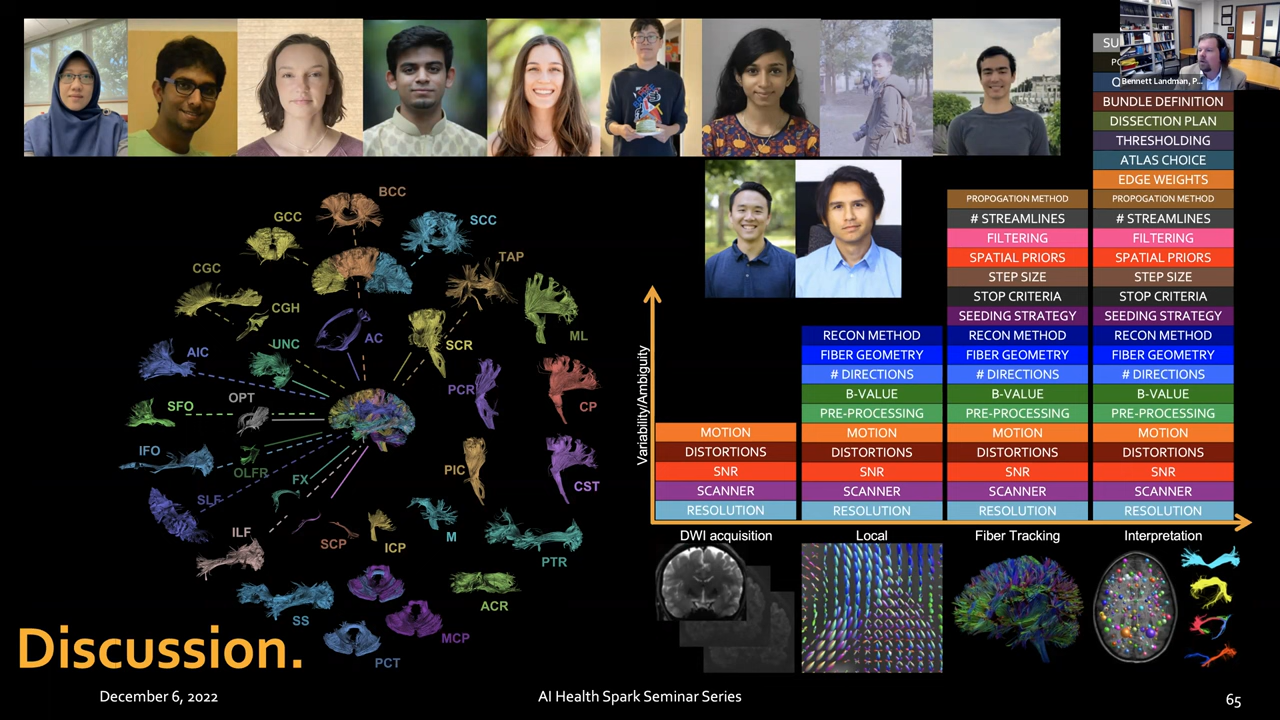 Bennett Landman, P...
BCC
GCC
SCC
CGC
TAP
CGH
ML
UNC
AC
SCR
AIC
PCR
CP
OPT
SFO
IFO
OLFR
PIC
FX
CST
SLF
ILF
SCP
ICP
M
PTR
ACR
SS
MCP
PCT
Variability/Ambiguity
MOTION
DISTORTIONS
SNR
SCANNER
RESOLUTION
DWI acquisition
RECON METHOD
FIBER GEOMETRY
# DIRECTIONS
B-VALUE
PRE-PROCESSING
MOTION
DISTORTIONS
SNR
SCANNER
RESOLUTION
Local
PROPOGATION METHOD
# STREAMLINES
FILTERING
SPATIAL PRIORS
STEP SIZE
STOP CRITERIA
SEEDING STRATEGY
RECON METHOD
FIBER GEOMETRY
# DIRECTIONS
B-VALUE
PRE-PROCESSING
MOTION
DISTORTIONS
SNR
SCANNER
RESOLUTION
Fiber Tracking
BUNDLE DEFINITION
DISSECTION PLAN
THRESHOLDING
ATLAS CHOICE
EDGE WEIGHTS
PROPOGATION METHOD
# STREAMLINES
FILTERING
SPATIAL PRIORS
STEP SIZE
STOP CRITERIA
SEEDING STRATEGY
RECON METHOD
FIBER GEOMETRY
# DIRECTIONS
B-VALUE
PRE-PROCESSING
MOTION
DISTORTIONS
SNR
SCANNER
RESOLUTION
Interpretation
Discussion.
December 6, 2022
AI Health Spark Seminar Series
65